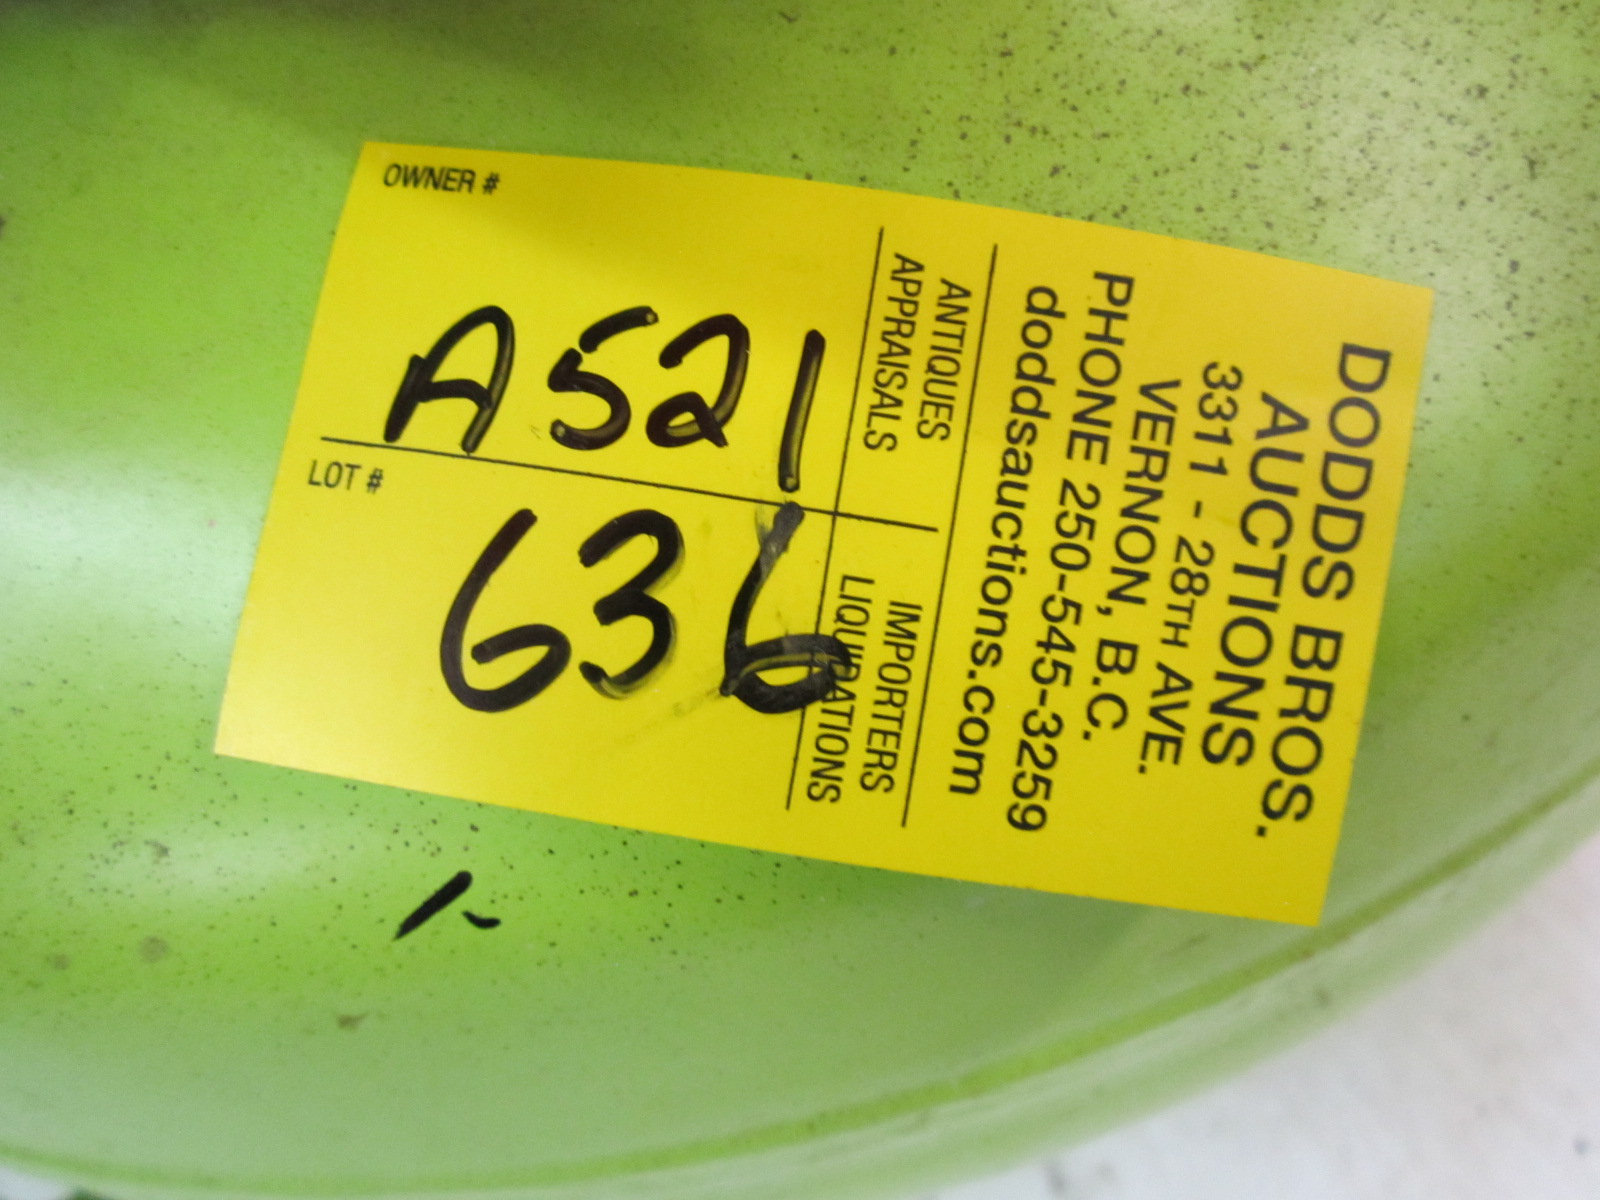 OWNER #
A521
LOT #
636
ANTIQUES
APPRAISALS
IMPORTERS
LIQUIDATIONS
DODDS BROS.
AUCTIONS
3311 - 28TH AVE.
VERNON, B.C.
PHONE 250-545-3259
doddsauctions.com